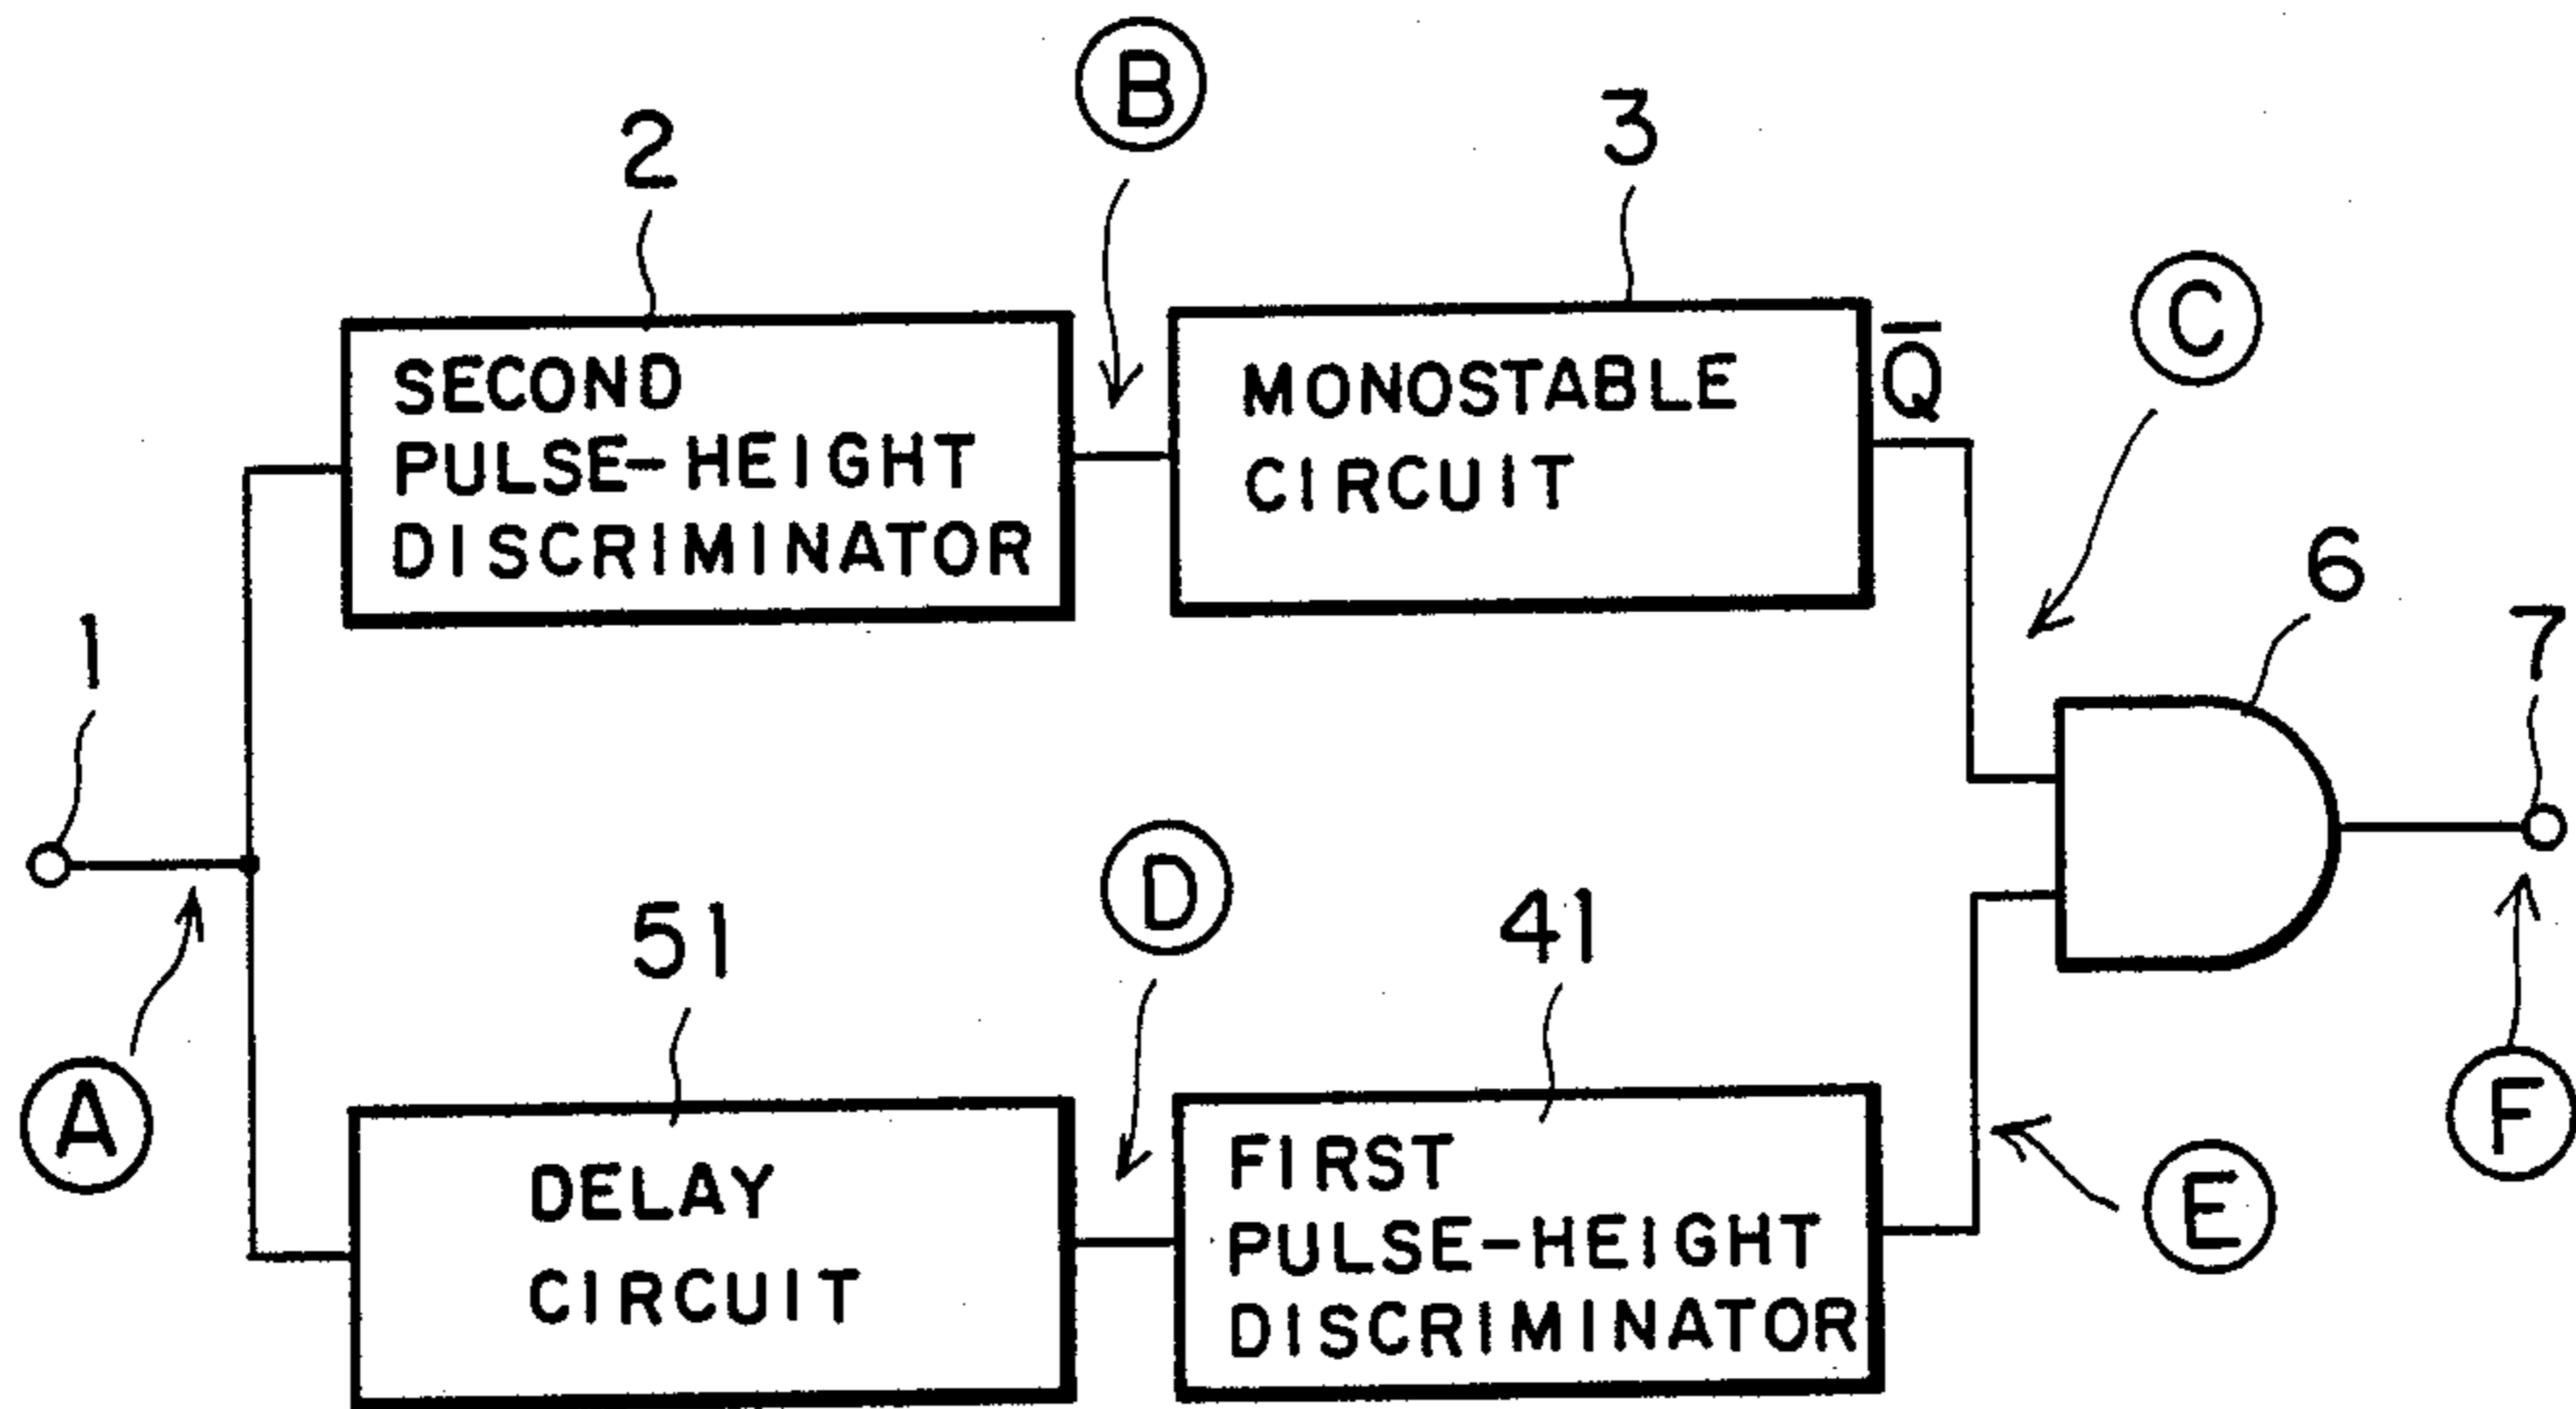 B
2
3
SECOND
PULSE-HEIGHT
DISCRIMINATOR
MONOSTABLE
CIRCUIT
Q̅
C
6
1
7
A
51
D
41
DELAY
CIRCUIT
FIRST
PULSE-HEIGHT
DISCRIMINATOR
E
F